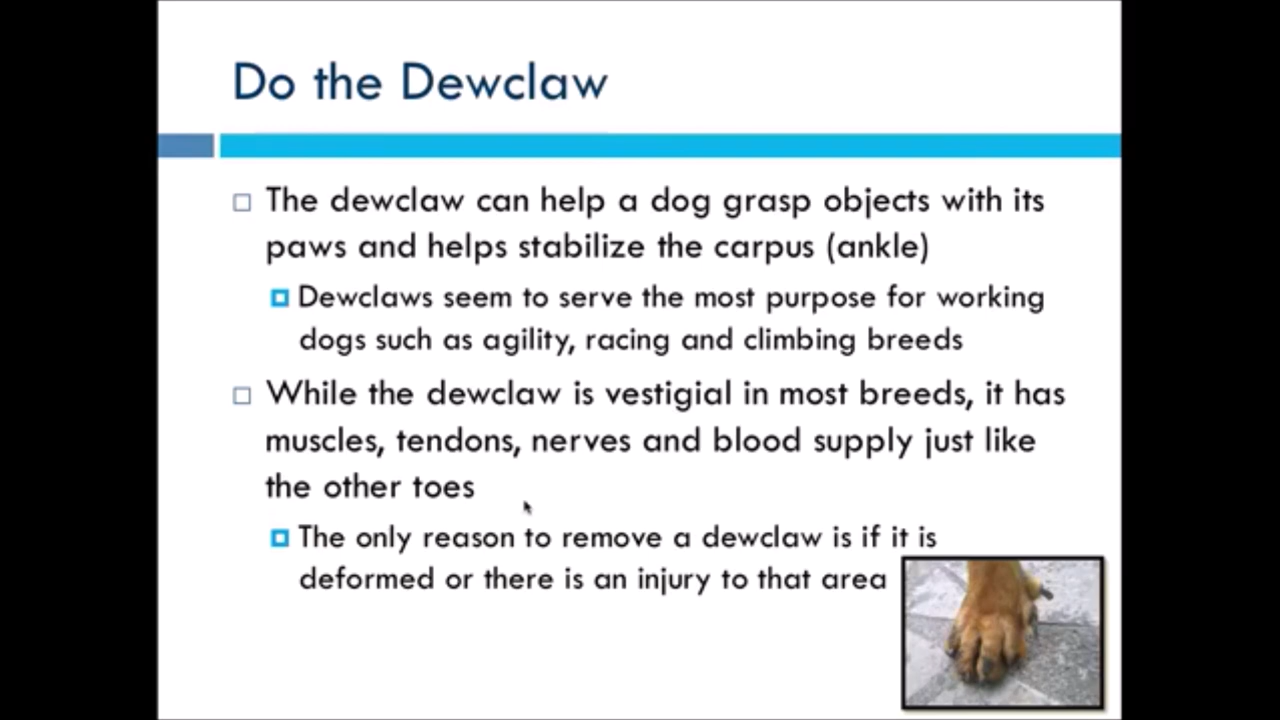 Do the Dewclaw
The dewclaw can help a dog grasp objects with its
paws and helps stabilize the carpus (ankle)
Dewclaws seem to serve the most purpose for working
dogs such as agility, racing and climbing breeds
While the dewclaw is vestigial in most breeds, it has
muscles, tendons, nerves and blood supply just like
the other toes
The only reason to remove a dewclaw is if it is
deformed or there is an injury to that area